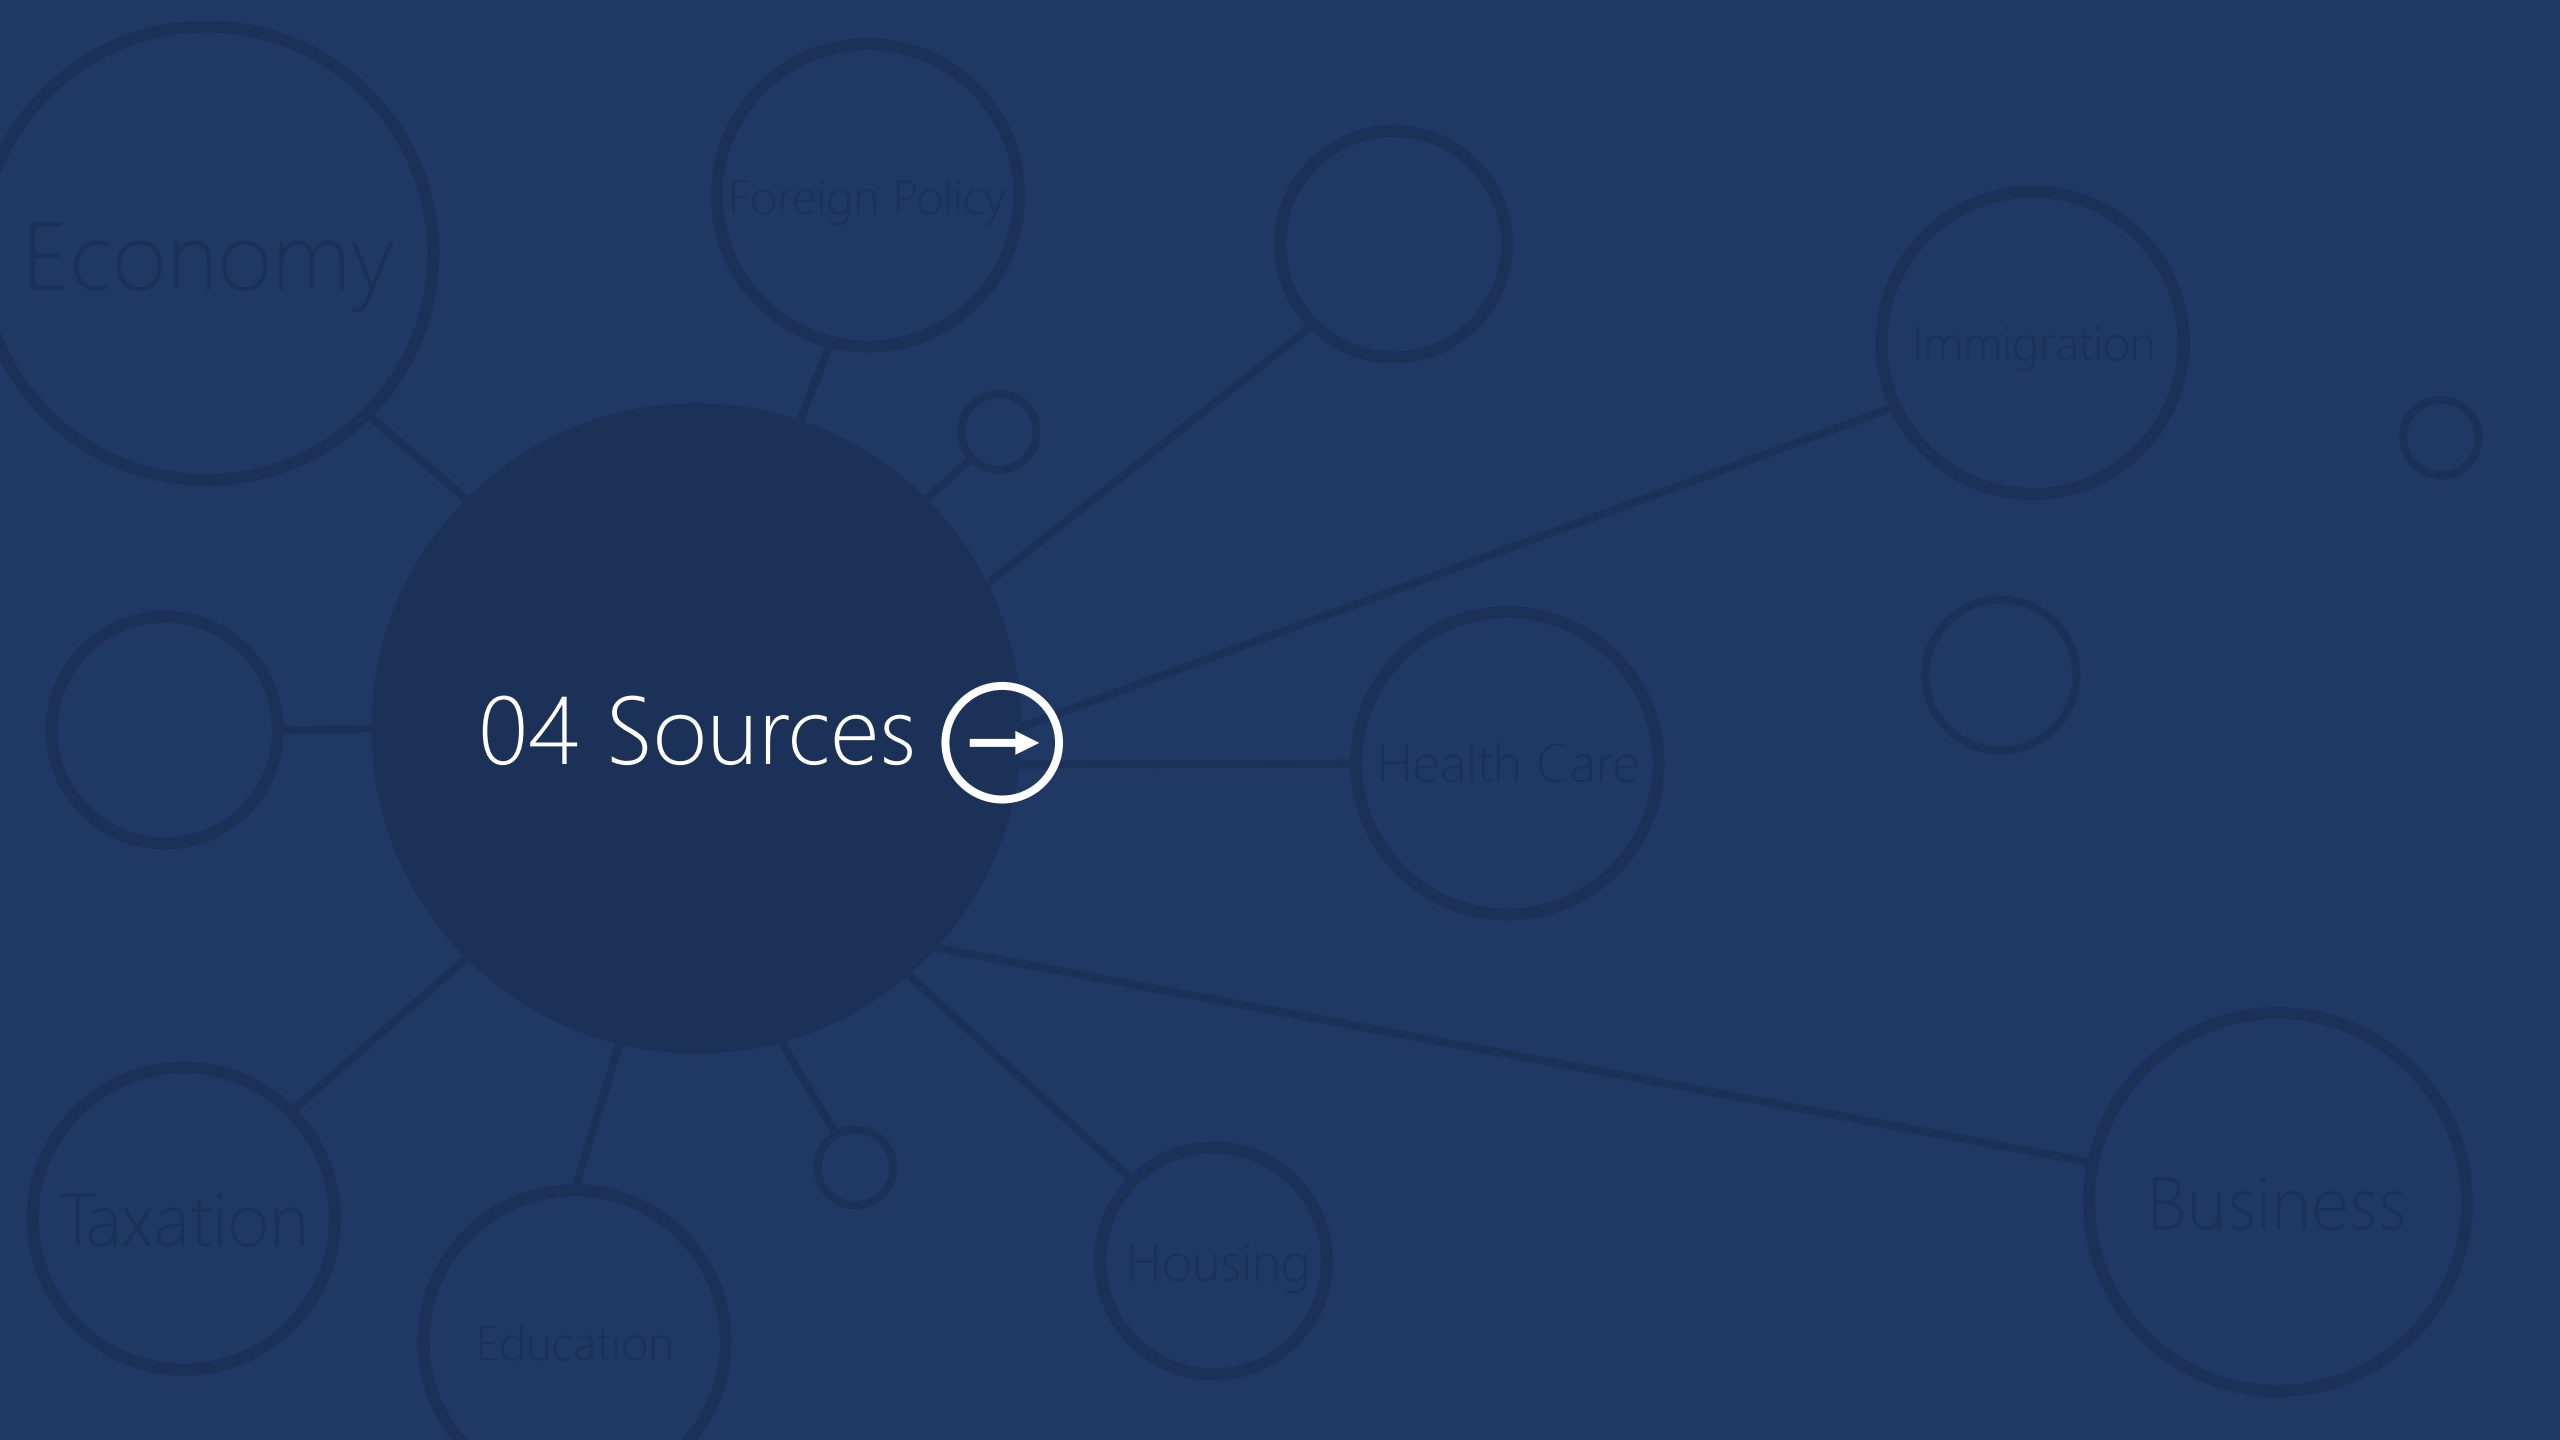 Economy
Foreign Policy
Immigration
04 Sources
Health Care
Taxation
Business
Housing
Education